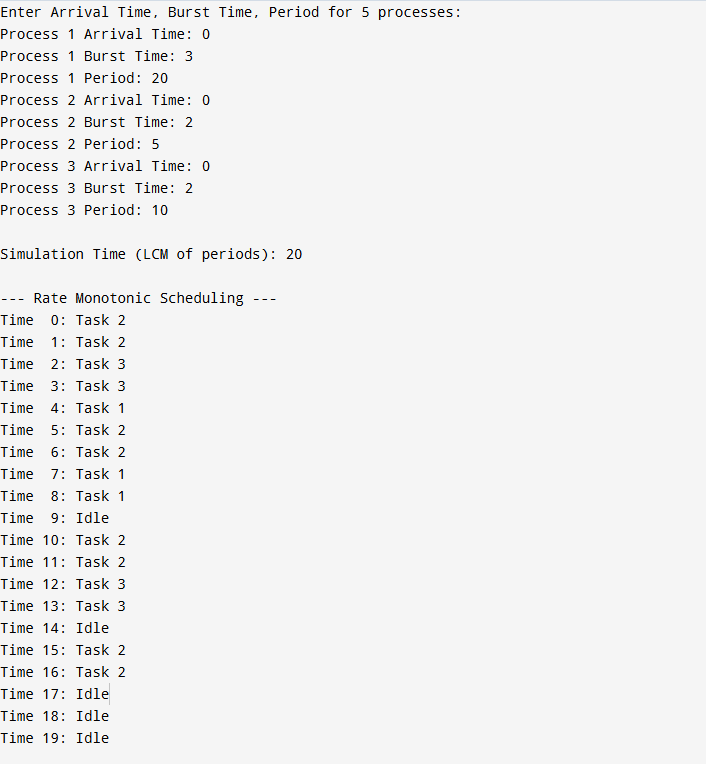 Enter Arrival Time, Burst Time, Period for 5 processes:
Process 1 Arrival Time: 0
Process 1 Burst Time: 3
Process 1 Period: 20
Process 2 Arrival Time: 0
Process 2 Burst Time: 2
Process 2 Period: 5
Process 3 Arrival Time: 0
Process 3 Burst Time: 2
Process 3 Period: 10

Simulation Time (LCM of periods): 20

--- Rate Monotonic Scheduling ---
Time  0: Task 2
Time  1: Task 2
Time  2: Task 3
Time  3: Task 3
Time  4: Task 1
Time  5: Task 2
Time  6: Task 2
Time  7: Task 1
Time  8: Task 1
Time  9: Idle
Time 10: Task 2
Time 11: Task 2
Time 12: Task 3
Time 13: Task 3
Time 14: Idle
Time 15: Task 2
Time 16: Task 2
Time 17: Idle
Time 18: Idle
Time 19: Idle